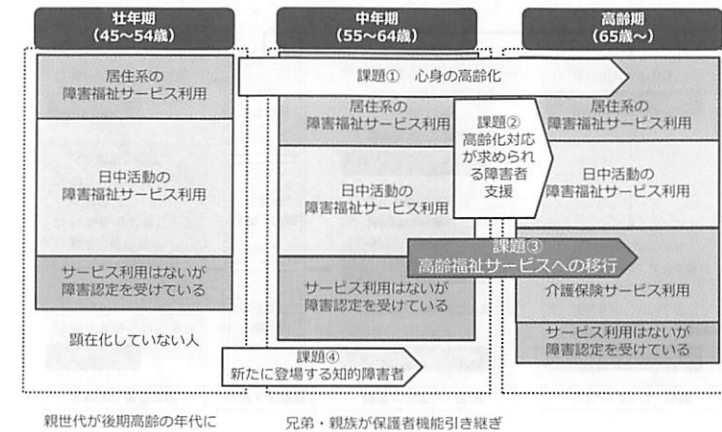 壮年期
(45～54歳)
中年期
(55～64歳)
高齢期
(65歳～)
課題① 心身の高齢化
居住系の
障害福祉サービス利用
居住系の
障害福祉サービス利用
居住系の
障害福祉サービス利用
課題②
高齢化対応
が求められ
る障害者
支援
日中活動の
障害福祉サービス利用
日中活動の
障害福祉サービス利用
日中活動の
障害福祉サービス利用
課題③
高齢福祉サービスへの移行
サービス利用はないが
障害認定を受けている
サービス利用はないが
障害認定を受けている
介護保険サービス利用
サービス利用はないが
障害認定を受けている
顕在化していない人
課題④
新たに登場する知的障害者
親世代が後期高齢の年代に
兄弟・親族が保護者機能引き継ぎ